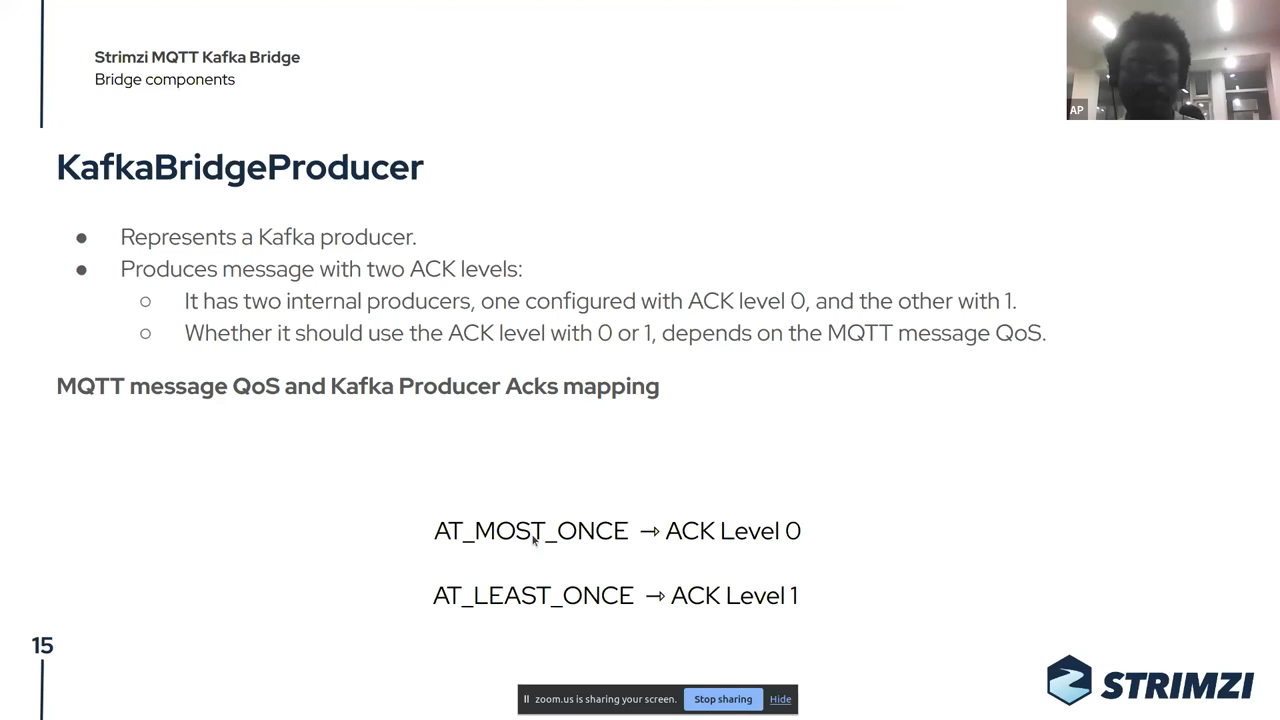 Strimzi MQTT Kafka Bridge
Bridge components
AP
KafkaBridgeProducer
● Represents a Kafka producer.
● Produces message with two ACK levels:
○ It has two internal producers, one configured with ACK level 0, and the other with 1.
○ Whether it should use the ACK level with 0 or 1, depends on the MQTT message QoS.
MQTT message QoS and Kafka Producer Acks mapping
AT_MOST_ONCE → ACK Level 0
AT_LEAST_ONCE → ACK Level 1
15
STRIMZI
zoom.us is sharing your screen. Stop sharing Hide